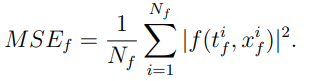 $MSE_f = \frac{1}{N_f} \sum_{i=1}^{N_f} |f(t_f^i, x_f^i)|^2.$